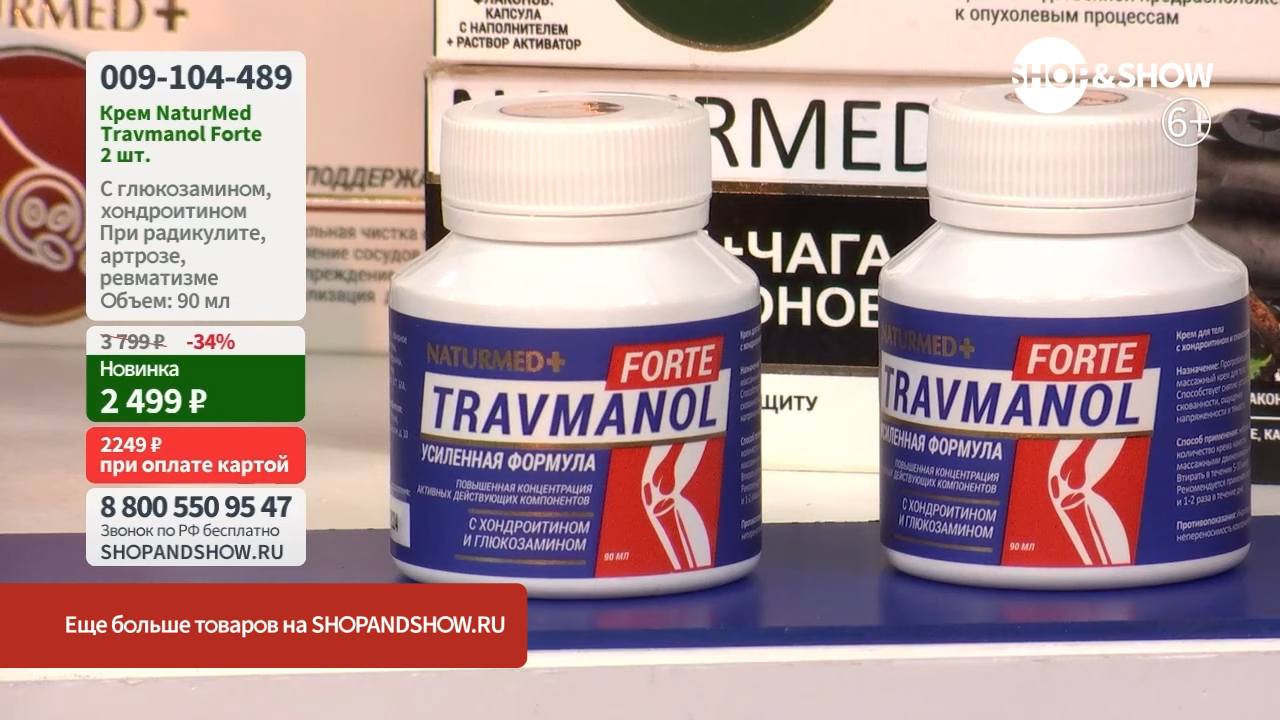 009-104-489
Крем NaturMed
Travmanol Forte
2 шт.
С глюкозамином,
хондроитином
При радикулите,
артрозе,
ревматизме
Объем: 90 мл
3 799 ₽ -34%
Новинка
2 499 ₽
2249 ₽
при оплате картой
8 800 550 95 47
Звонок по РФ бесплатно
SHOPANDSHOW.RU
Еще больше товаров на SHOPANDSHOW.RU
SHOP&SHOW
6+
КАПСУЛА
С НАПОЛНИТЕЛЕМ
+ РАСТВОР АКТИВАТОР
к опухолевым процессам
+ЧАГА
NATURMED+
FORTE
TRAVMANOL
УСИЛЕННАЯ ФОРМУЛА
ПОВЫШЕННАЯ КОНЦЕНТРАЦИЯ
АКТИВНЫХ ДЕЙСТВУЮЩИХ КОМПОНЕНТОВ
С ХОНДРОИТИНОМ
И ГЛЮКОЗАМИНОМ
90 МЛ
NATURMED+
FORTE
TRAVMANOL
УСИЛЕННАЯ ФОРМУЛА
ПОВЫШЕННАЯ КОНЦЕНТРАЦИЯ
ДЕЙСТВУЮЩИХ КОМПОНЕНТОВ
С ХОНДРОИТИНОМ
И ГЛЮКОЗАМИНОМ
90 МЛ
Крем для тела